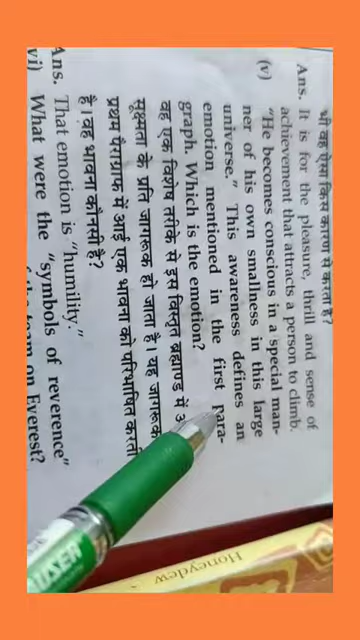 भी वह ऐसा किस कारण से करता है?
Ans. It is for the pleasure, thrill and sense of
achievement that attracts a person to climb.
(v) “He becomes conscious in a special man-
ner of his own smallness in this large
universe.” This awareness defines an
emotion mentioned in the first para-
graph. Which is the emotion?
वह एक विशेष तरीके से इस विस्तृत ब्रह्माण्ड में
सूक्ष्मता के प्रति जागरूक हो जाता है। यह
प्रथम पैराग्राफ में आई एक भावना को परिभाषित करती
है। वह भावना कौनसी है?
Ans. That emotion is “humility.”
vi) What were the “symbols of reverence”
team on Everest?
Honeydew